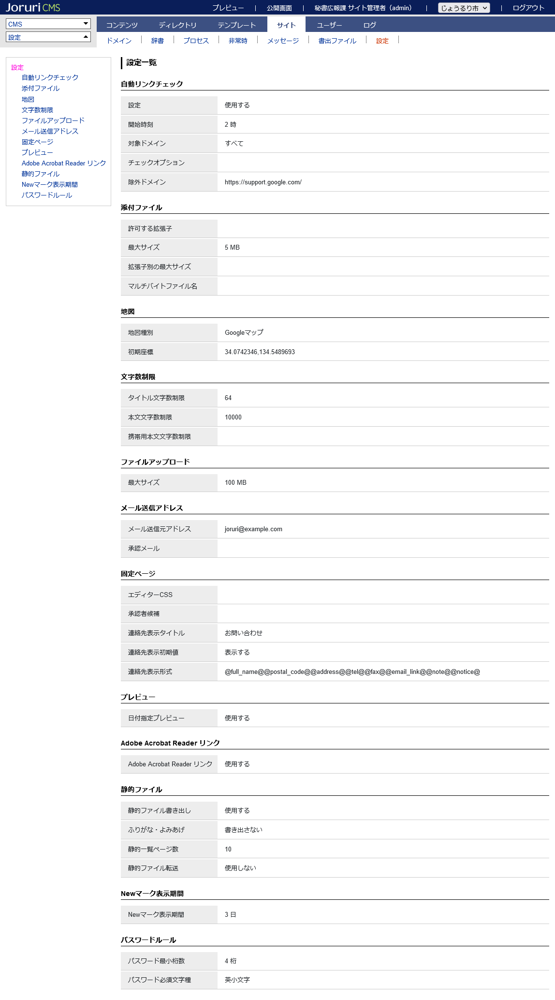 Joruri CMS
プレビュー | 公開画面 | 秘書広報課 サイト管理者（admin） | じょうるり市 | ログアウト
CMS
設定
コンテンツ ディレクトリ テンプレート サイト ユーザー ログ
ドメイン 辞書 プロセス 非常時 メッセージ 書出ファイル 設定
設定
自動リンクチェック
添付ファイル
地図
文字数制限
ファイルアップロード
メール送信アドレス
固定ページ
プレビュー
Adobe Acrobat Reader リンク
静的ファイル
Newマーク表示期間
パスワードルール
設定一覧
自動リンクチェック
設定 使用する
開始時刻 2 時
対象ドメイン すべて
チェックオプション
除外ドメイン https://support.google.com/
添付ファイル
許可する拡張子
最大サイズ 5 MB
拡張子別の最大サイズ
マルチバイトファイル名
地図
地図種別 Googleマップ
初期座標 34.0742346,134.5489693
文字数制限
タイトル文字数制限 64
本文文字数制限 10000
携帯用本文文字数制限
ファイルアップロード
最大サイズ 100 MB
メール送信アドレス
メール送信元アドレス joruri@example.com
承認メール
固定ページ
エディターCSS
承認者候補
連絡先表示タイトル お問い合わせ
連絡先表示初期値 表示する
連絡先表示形式 @full_name@@postal_code@@address@@tel@@fax@@email_link@@note@@notice@
プレビュー
日付指定プレビュー 使用する
Adobe Acrobat Reader リンク
Adobe Acrobat Reader リンク 使用する
静的ファイル
静的ファイル書き出し 使用する
ふりがな・よみあげ 書き出さない
静的一覧ページ数 10
静的ファイル転送 使用しない
Newマーク表示期間
Newマーク表示期間 3 日
パスワードルール
パスワード最小桁数 4 桁
パスワード必須文字種 英小文字